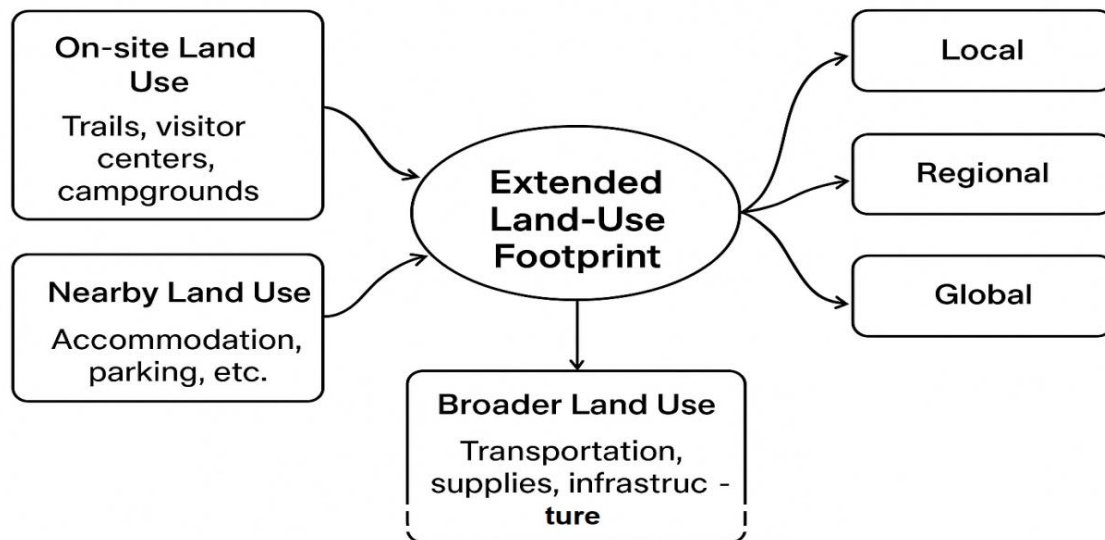 On-site Land
Use
Trails, visitor
centers,
campgrounds
Nearby Land Use
Accommodation,
parking, etc.
Extended
Land-Use
Footprint
Broader Land Use
Transportation,
supplies, infrastruc -
ture
Local
Regional
Global